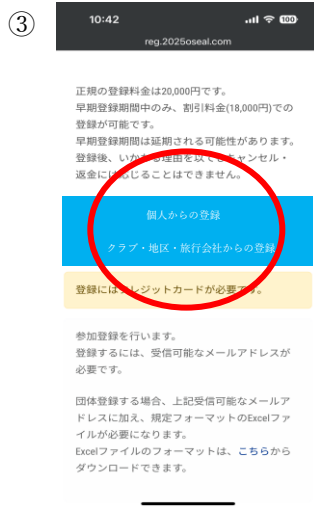 ③
10:42
100
reg.2025oseal.com
正規の登録料金は20,000円です。
早期登録期間中のみ、割引料金(18,000円)での
登録が可能です。
早期登録期間は延期される可能性があります。
登録後、いかなる理由を以てもキャンセル・
返金には応じることはできません。
個人からの登録
クラブ・地区・旅行会社からの登録
登録にはクレジットカードが必要です。
参加登録を行います。
登録するには、受信可能なメールアドレスが
必要です。
団体登録する場合、上記受信可能なメールア
ドレスに加え、規定フォーマットのExcelファ
イルが必要になります。
Excelファイルのフォーマットは、こちらから
ダウンロードできます。